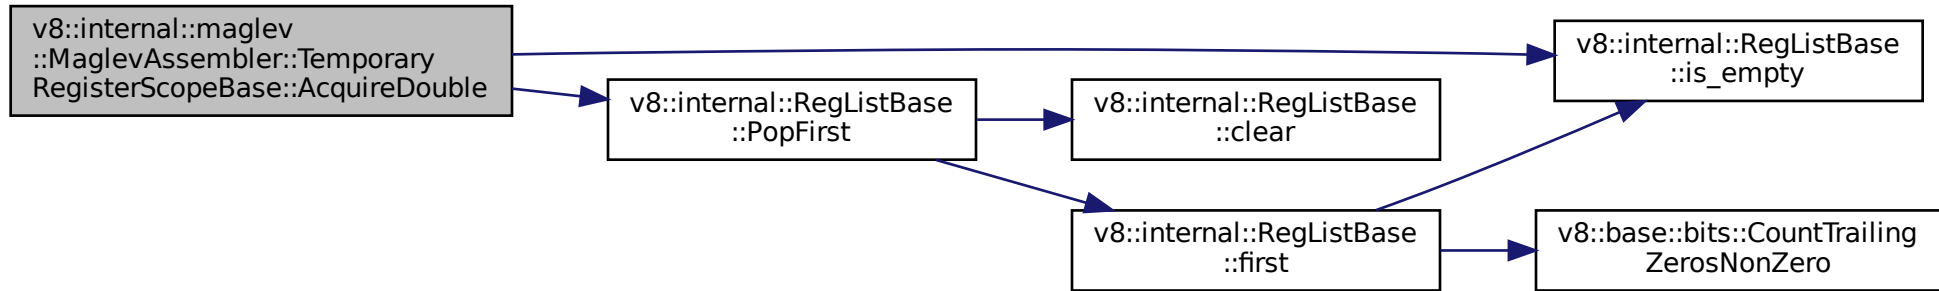 v8::internal::maglev
::MaglevAssembler::Temporary
RegisterScopeBase::AcquireDouble
v8::internal::RegListBase
::PopFirst
v8::internal::RegListBase
::clear
v8::internal::RegListBase
::first
v8::internal::RegListBase
::is_empty
v8::base::bits::CountTrailing
ZerosNonZero